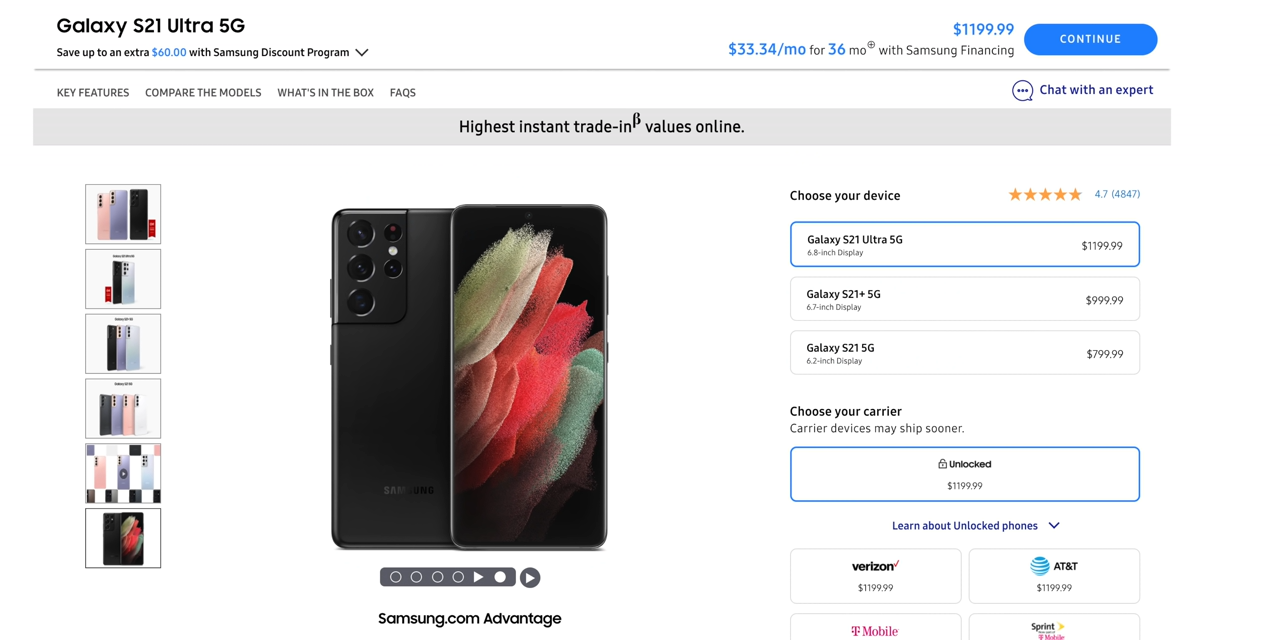 Galaxy S21 Ultra 5G
Save up to an extra $60.00 with Samsung Discount Program
$1199.99
$33.34/mo for 36 mo⊕ with Samsung Financing
CONTINUE
KEY FEATURES
COMPARE THE MODELS
WHAT'S IN THE BOX
FAQS
Chat with an expert
Highest instant trade-inβ values online.
Choose your device
4.7 (4847)
Galaxy S21 Ultra 5G
6.8-inch Display
$1199.99
Galaxy S21+ 5G
6.7-inch Display
$999.99
Galaxy S21 5G
6.2-inch Display
$799.99
Choose your carrier
Carrier devices may ship sooner.
Unlocked
$1199.99
Learn about Unlocked phones
verizon✓
$1199.99
AT&T
$1199.99
T Mobile
Sprint
SAMSUNG
Samsung.com Advantage